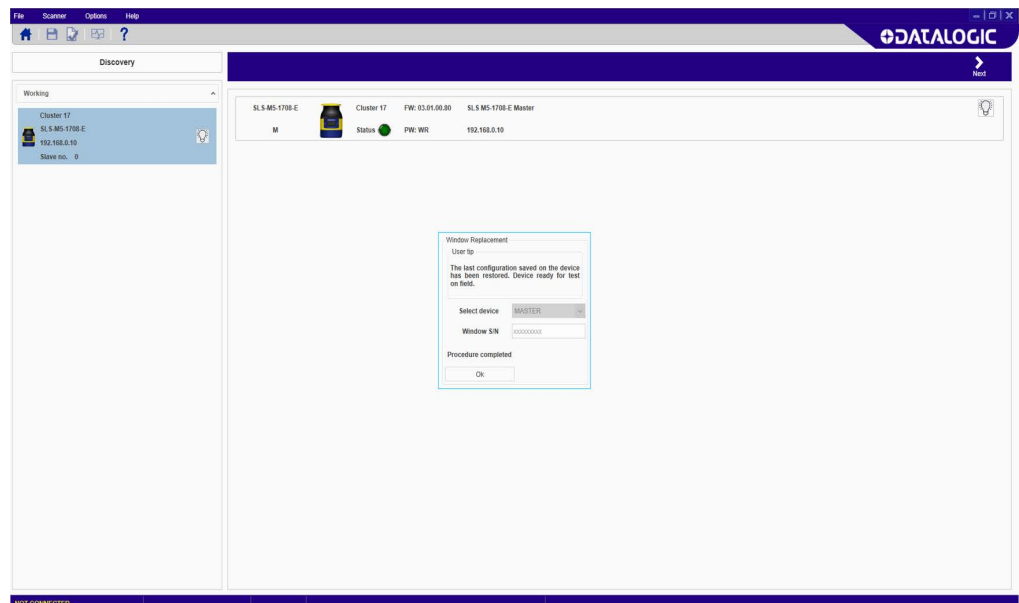 File Scanner Options Help
DATALOGIC
Discovery
Next
Working
Cluster 17
SLS-M5-1708-E
192.168.0.10
Slave no. 0
SLS-M5-1708-E Cluster 17 FW: 03.01.00.80 SLS M5-1708-E Master
M Status PW: WR 192.168.0.10
Window Replacement
User tip
The last configuration saved on the device
has been restored. Device ready for test
on field.
Select device MASTER
Window S/N xxxxxxxxx
Procedure completed
Ok
NOT CONNECTED